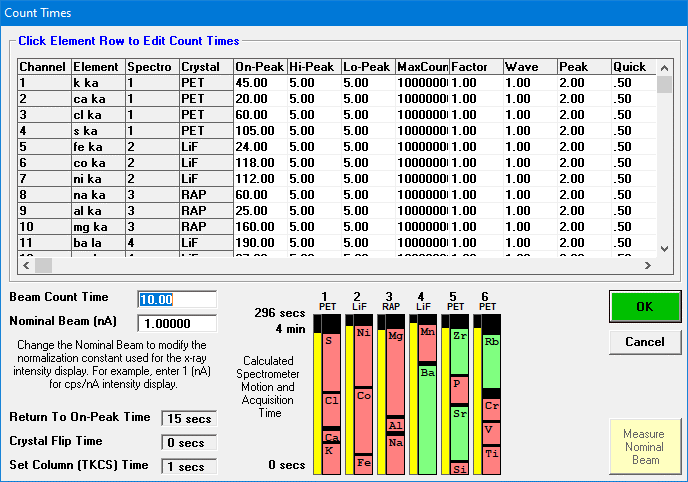 Count Times
Click Element Row to Edit Count Times
Channel Element Spectro Crystal On-Peak Hi-Peak Lo-Peak MaxCoun Factor Wave Peak Quick
1 k ka 1 PET 45.00 5.00 5.00 1000000( 1.00 1.00 2.00 .50
2 ca ka 1 PET 20.00 5.00 5.00 1000000( 1.00 1.00 2.00 .50
3 cl ka 1 PET 60.00 5.00 5.00 1000000( 1.00 1.00 2.00 .50
4 s ka 1 PET 105.00 5.00 5.00 1000000( 1.00 1.00 2.00 .50
5 fe ka 2 LiF 24.00 5.00 5.00 1000000( 1.00 1.00 2.00 .50
6 co ka 2 LiF 118.00 5.00 5.00 1000000( 1.00 1.00 2.00 .50
7 ni ka 2 LiF 112.00 5.00 5.00 1000000( 1.00 1.00 2.00 .50
8 na ka 3 RAP 60.00 5.00 5.00 1000000( 1.00 1.00 2.00 .50
9 al ka 3 RAP 25.00 5.00 5.00 1000000( 1.00 1.00 2.00 .50
10 mg ka 3 RAP 160.00 5.00 5.00 1000000( 1.00 1.00 2.00 .50
11 ba la 4 LiF 190.00 5.00 5.00 1000000( 1.00 1.00 2.00 .50
Beam Count Time 10.00
Nominal Beam (nA) 1.00000
Change the Nominal Beam to modify the
normalization constant used for the x-ray
intensity display. For example, enter 1 (nA)
for cps/nA intensity display.
Return To On-Peak Time 15 secs
Crystal Flip Time 0 secs
Set Column (TKCS) Time 1 secs
296 secs
4 min
Calculated
Spectrometer
Motion and
Acquisition
Time
0 secs
1 2 3 4 5 6
PET LiF RAP LiF PET PET
S Cl Ca K
Ni Co Fe
Mg Al Na
Mn Ba
Zr P Sr Si
Rb Cr V Ti
OK
Cancel
Measure
Nominal
Beam